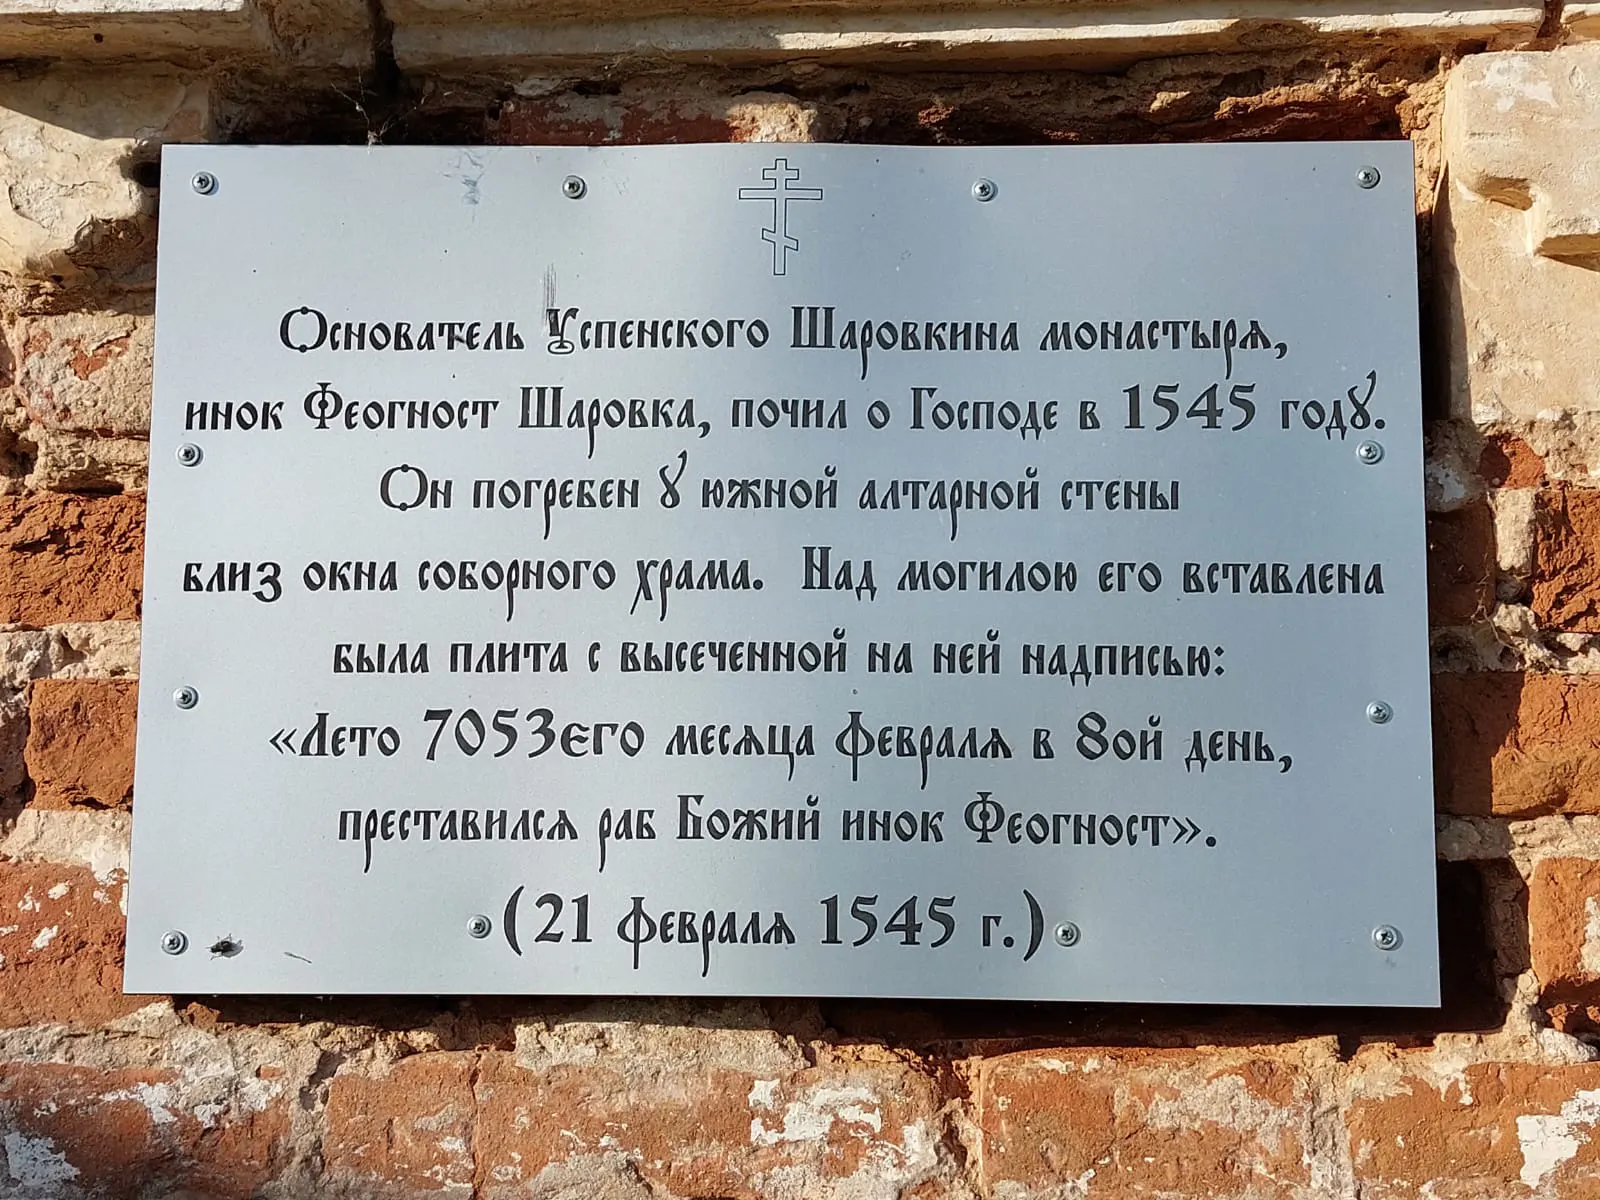 Основатель Успенского Шаровкина монастыря,
инок Феогност Шаровка, почил о Господе в 1545 году.
Он погребен у южной алтарной стены
близ окна соборного храма. Над могилою его вставлена
была плита с высеченной на ней надписью:
«Лето 7053его месяца февраля в 8ой день,
преставился раб Божий инок Феогност».
(21 февраля 1545 г.)